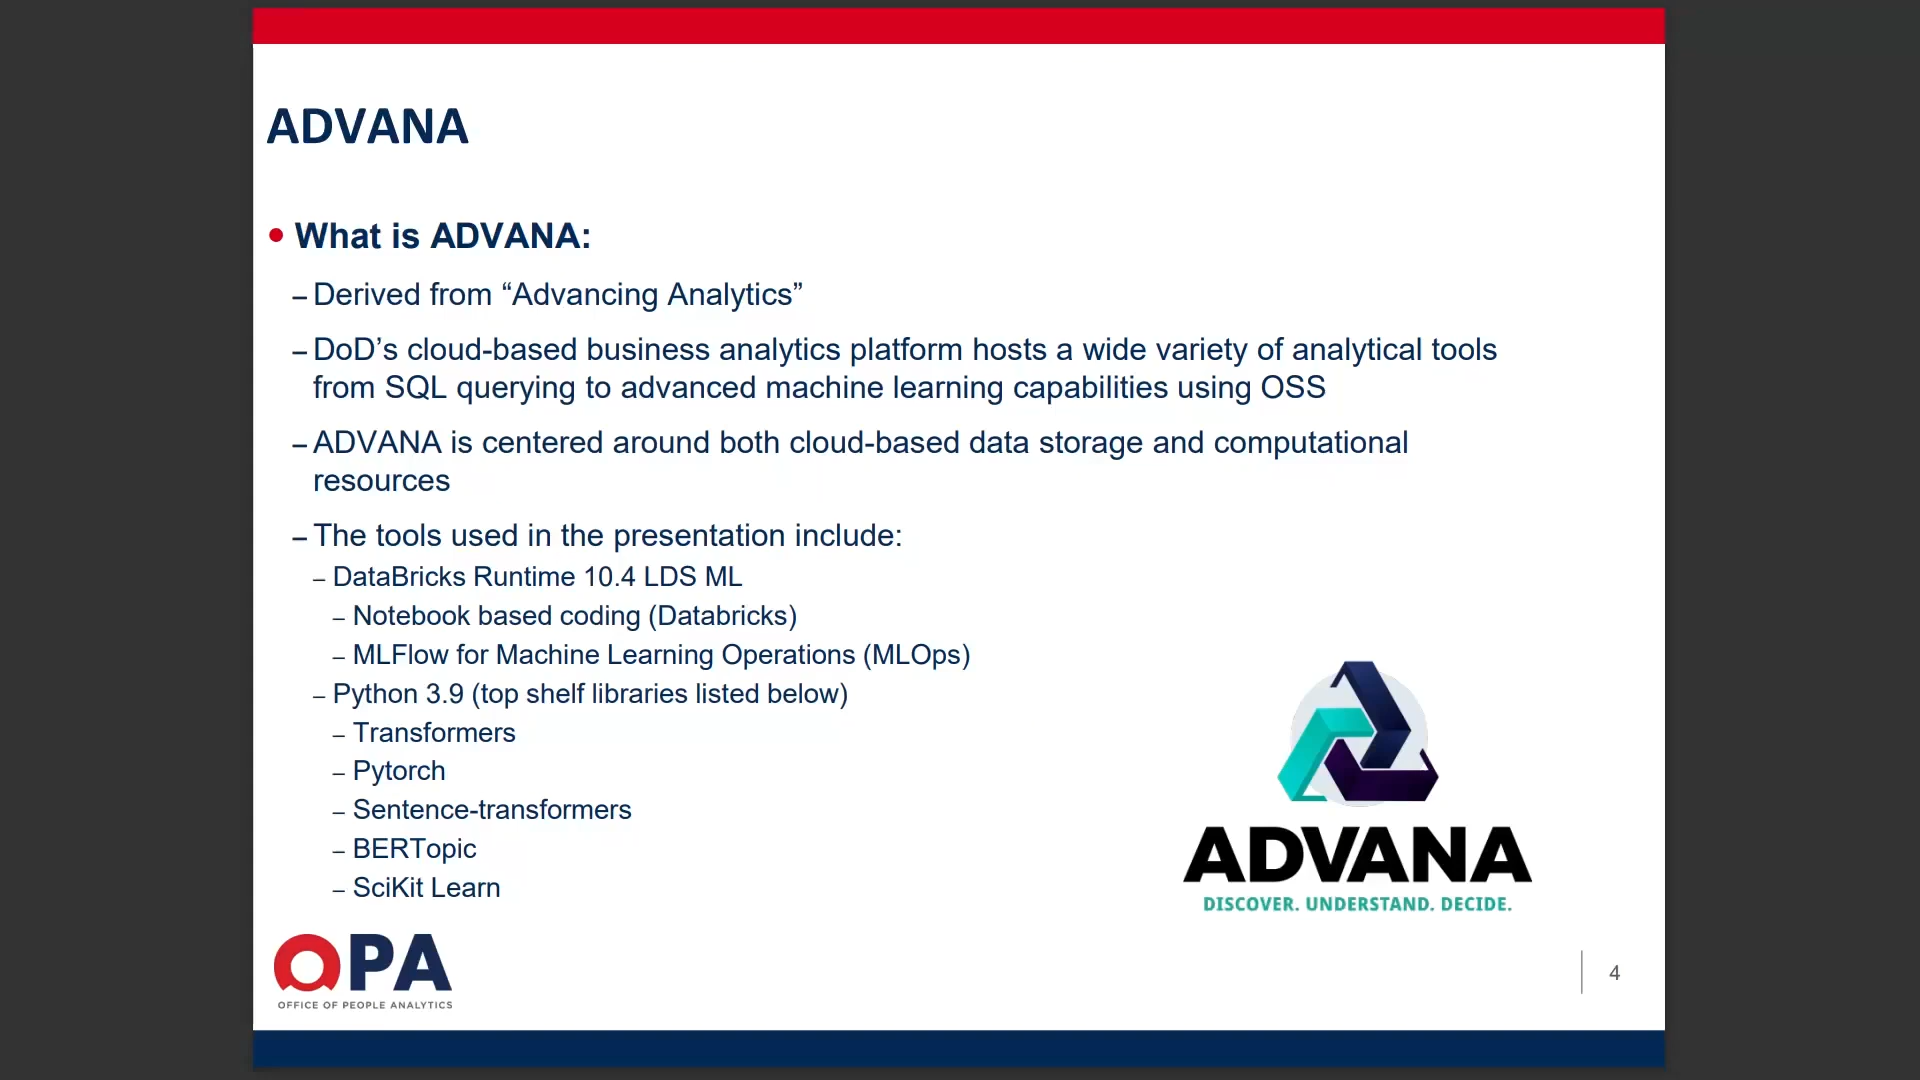 ADVANA
• What is ADVANA:
– Derived from “Advancing Analytics”
– DoD’s cloud-based business analytics platform hosts a wide variety of analytical tools
from SQL querying to advanced machine learning capabilities using OSS
– ADVANA is centered around both cloud-based data storage and computational
resources
– The tools used in the presentation include:
– DataBricks Runtime 10.4 LDS ML
– Notebook based coding (Databricks)
– MLFlow for Machine Learning Operations (MLOps)
– Python 3.9 (top shelf libraries listed below)
– Transformers
– Pytorch
– Sentence-transformers
– BERTopic
– SciKit Learn
ADVANA
DISCOVER. UNDERSTAND. DECIDE.
OPA
OFFICE OF PEOPLE ANALYTICS
4